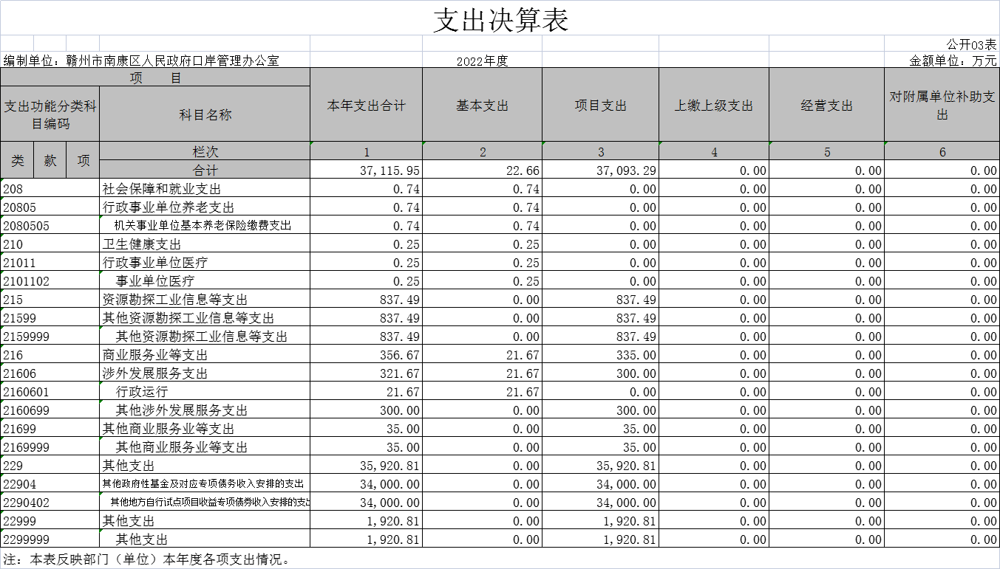 支出决算表
公开03表
编制单位：赣州市南康区人民政府口岸管理办公室 2022年度 金额单位：万元
项 目 本年支出合计 基本支出 项目支出 上缴上级支出 经营支出 对附属单位补助支出
支出功能分类科目编码 科目名称
类 款 项 栏次 1 2 3 4 5 6
合计 37,115.95 22.66 37,093.29 0.00 0.00 0.00
208 社会保障和就业支出 0.74 0.74 0.00 0.00 0.00 0.00
20805 行政事业单位养老支出 0.74 0.74 0.00 0.00 0.00 0.00
2080505 机关事业单位基本养老保险缴费支出 0.74 0.74 0.00 0.00 0.00 0.00
210 卫生健康支出 0.25 0.25 0.00 0.00 0.00 0.00
21011 行政事业单位医疗 0.25 0.25 0.00 0.00 0.00 0.00
2101102 事业单位医疗 0.25 0.25 0.00 0.00 0.00 0.00
215 资源勘探工业信息等支出 837.49 0.00 837.49 0.00 0.00 0.00
21599 其他资源勘探工业信息等支出 837.49 0.00 837.49 0.00 0.00 0.00
2159999 其他资源勘探工业信息等支出 837.49 0.00 837.49 0.00 0.00 0.00
216 商业服务业等支出 356.67 21.67 335.00 0.00 0.00 0.00
21606 涉外发展服务支出 321.67 21.67 300.00 0.00 0.00 0.00
2160601 行政运行 21.67 21.67 0.00 0.00 0.00 0.00
2160699 其他涉外发展服务支出 300.00 0.00 300.00 0.00 0.00 0.00
21699 其他商业服务业等支出 35.00 0.00 35.00 0.00 0.00 0.00
2169999 其他商业服务业等支出 35.00 0.00 35.00 0.00 0.00 0.00
229 其他支出 35,920.81 0.00 35,920.81 0.00 0.00 0.00
22904 其他政府性基金及对应专项债务收入安排的支出 34,000.00 0.00 34,000.00 0.00 0.00 0.00
2290402 其他地方自行试点项目收益专项债券收入安排的支出 34,000.00 0.00 34,000.00 0.00 0.00 0.00
22999 其他支出 1,920.81 0.00 1,920.81 0.00 0.00 0.00
2299999 其他支出 1,920.81 0.00 1,920.81 0.00 0.00 0.00
注：本表反映部门（单位）本年度各项支出情况。